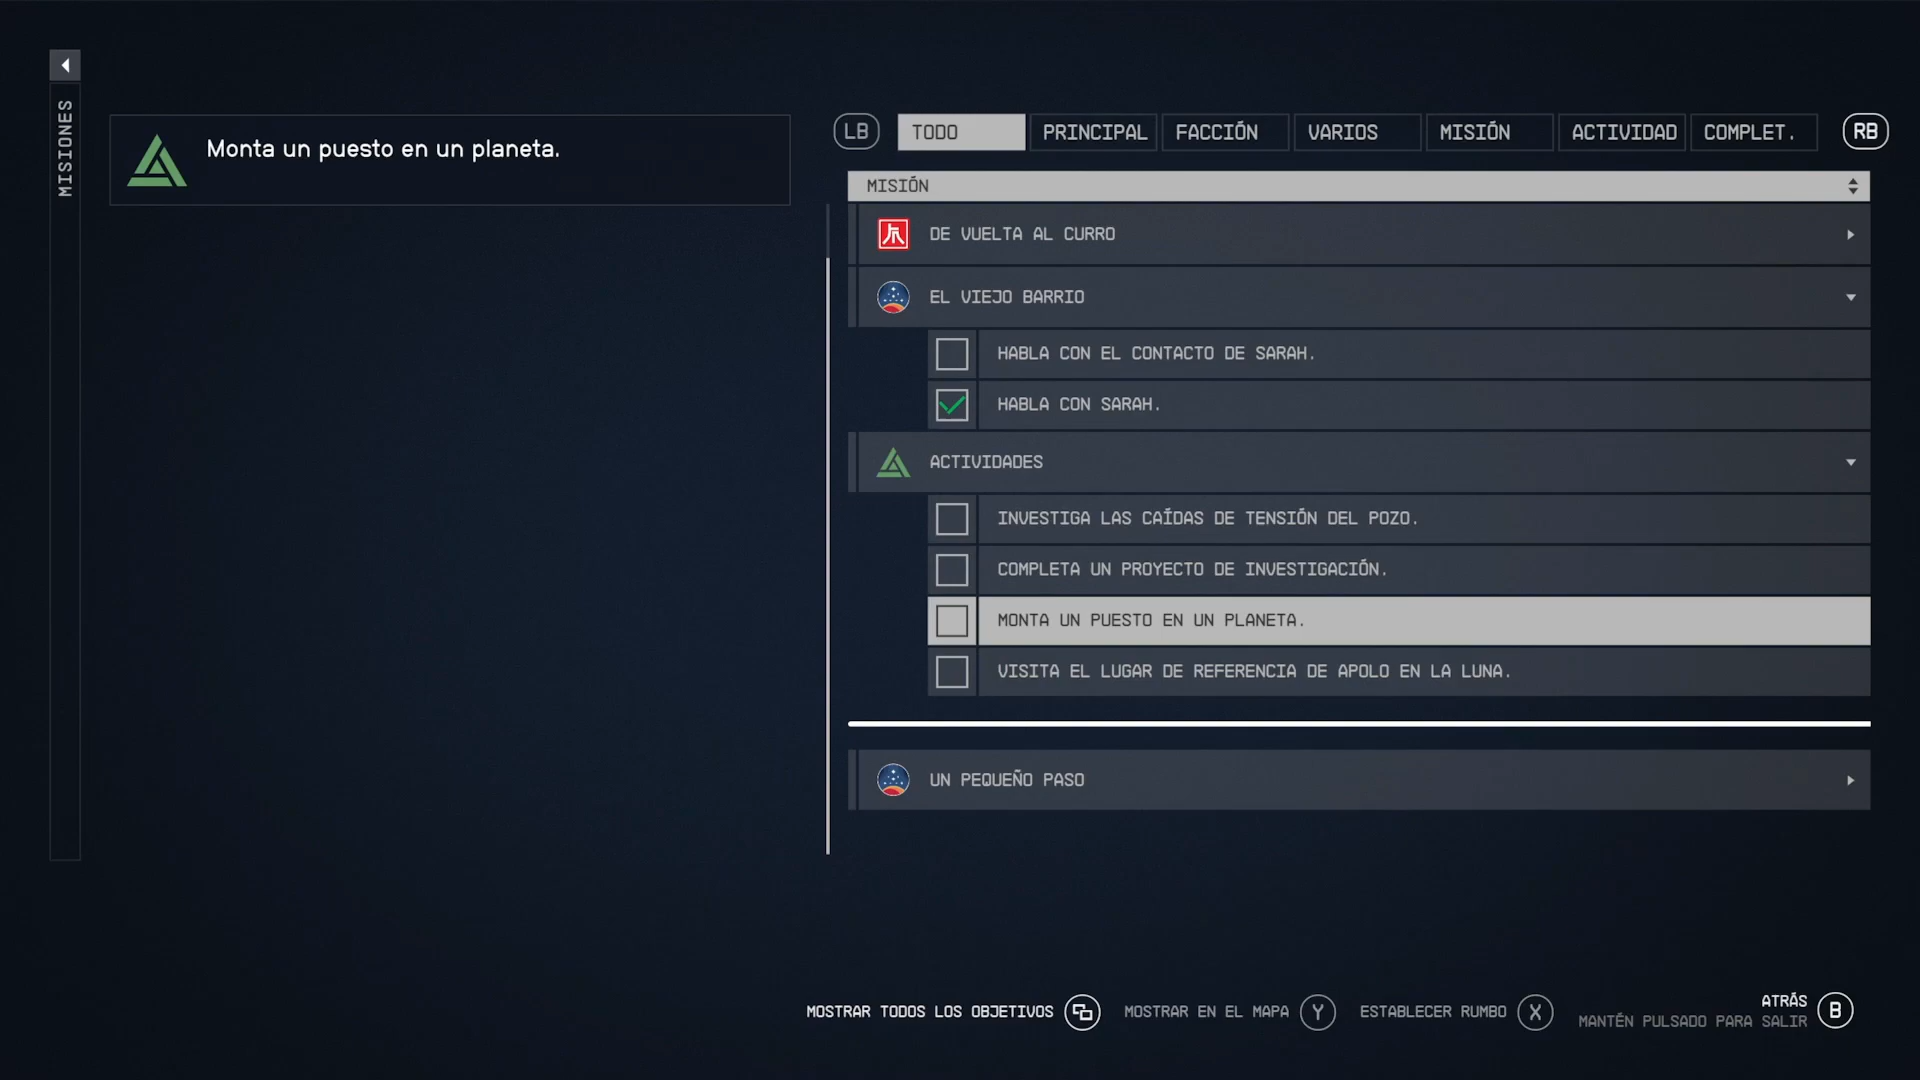 MISIONES
Monta un puesto en un planeta.
LB
TODO
PRINCIPAL
FACCIÓN
VARIOS
MISIÓN
ACTIVIDAD
COMPLET.
RB
MISIÓN
DE VUELTA AL CURRO
EL VIEJO BARRIO
HABLA CON EL CONTACTO DE SARAH.
HABLA CON SARAH.
ACTIVIDADES
INVESTIGA LAS CAÍDAS DE TENSIÓN DEL POZO.
COMPLETA UN PROYECTO DE INVESTIGACIÓN.
MONTA UN PUESTO EN UN PLANETA.
VISITA EL LUGAR DE REFERENCIA DE APOLO EN LA LUNA.
UN PEQUEÑO PASO
MOSTRAR TODOS LOS OBJETIVOS
MOSTRAR EN EL MAPA Y
ESTABLECER RUMBO X
ATRÁS B
MANTÉN PULSADO PARA SALIR